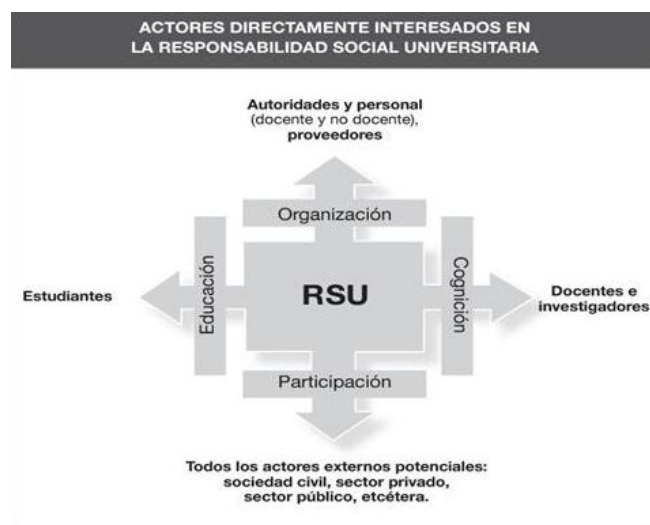 ACTORES DIRECTAMENTE INTERESADOS EN
LA RESPONSABILIDAD SOCIAL UNIVERSITARIA
Autoridades y personal
(docente y no docente),
proveedores
Organización
Educación
RSU
Cognición
Estudiantes
Docentes e
investigadores
Participación
Todos los actores externos potenciales:
sociedad civil, sector privado,
sector público, etcétera.